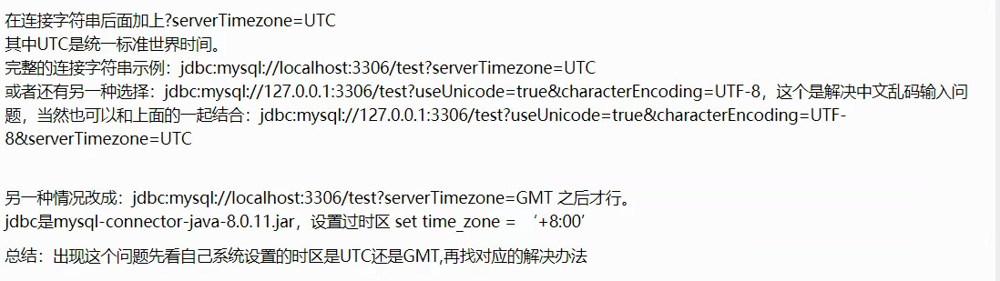 在连接字符串后面加上?serverTimezone=UTC
其中UTC是统一标准世界时间。
完整的连接字符串示例：jdbc:mysql://localhost:3306/test?serverTimezone=UTC
或者还有另一种选择：jdbc:mysql://127.0.0.1:3306/test?useUnicode=true&characterEncoding=UTF-8，这个是解决中文乱码输入问
题，当然也可以和上面的一起结合：jdbc:mysql://127.0.0.1:3306/test?useUnicode=true&characterEncoding=UTF-
8&serverTimezone=UTC
另一种情况改成：jdbc:mysql://localhost:3306/test?serverTimezone=GMT 之后才行。
jdbc是mysql-connector-java-8.0.11.jar，设置过时区 set time_zone = ‘+8:00’
总结：出现这个问题先看自己系统设置的时区是UTC还是GMT,再找对应的解决办法